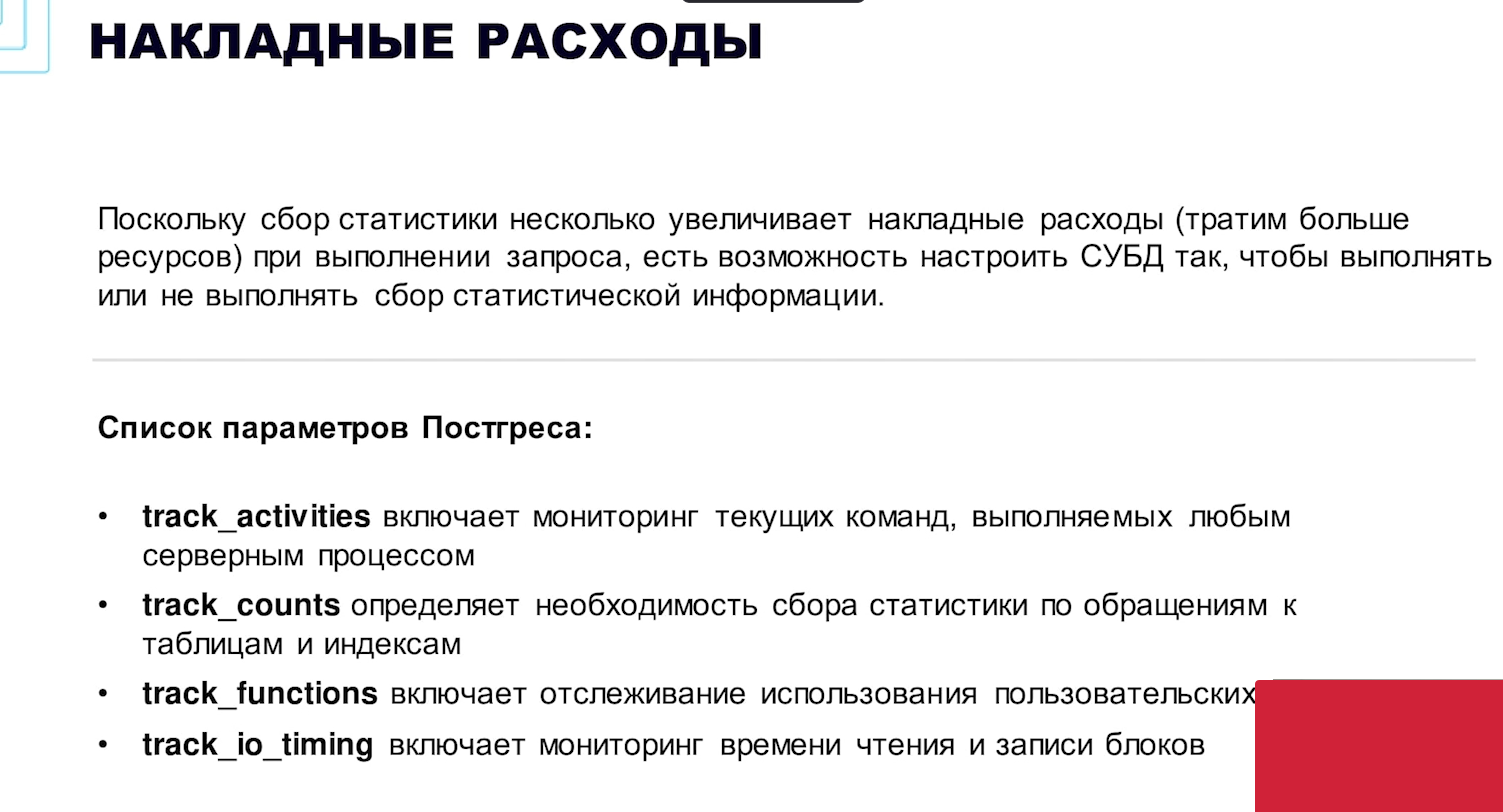 НАКЛАДНЫЕ РАСХОДЫ
Поскольку сбор статистики несколько увеличивает накладные расходы (тратим больше
ресурсов) при выполнении запроса, есть возможность настроить СУБД так, чтобы выполнять
или не выполнять сбор статистической информации.
Список параметров Постгреса:
• track_activities включает мониторинг текущих команд, выполняемых любым
серверным процессом
• track_counts определяет необходимость сбора статистики по обращениям к
таблицам и индексам
• track_functions включает отслеживание использования пользовательских
• track_io_timing включает мониторинг времени чтения и записи блоков